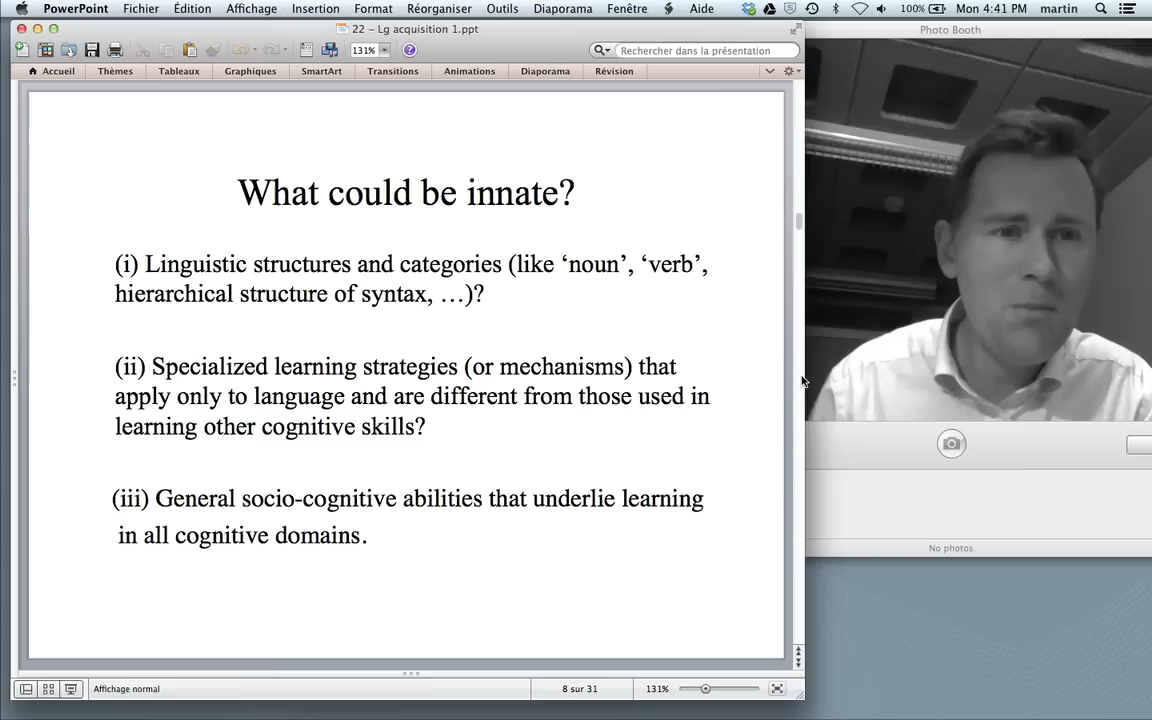 PowerPoint Fichier Édition Affichage Insertion Format Réorganiser Outils Diaporama Fenêtre Aide 100% Mon 4:41 PM martin
22 – Lg acquisition 1.ppt
Photo Booth
131%
Rechercher dans la présentation
Accueil Thèmes Tableaux Graphiques SmartArt Transitions Animations Diaporama Révision
What could be innate?
(i) Linguistic structures and categories (like ‘noun’, ‘verb’,
hierarchical structure of syntax, …)?
(ii) Specialized learning strategies (or mechanisms) that
apply only to language and are different from those used in
learning other cognitive skills?
(iii) General socio-cognitive abilities that underlie learning
in all cognitive domains.
No photos
Affichage normal 8 sur 31 131%